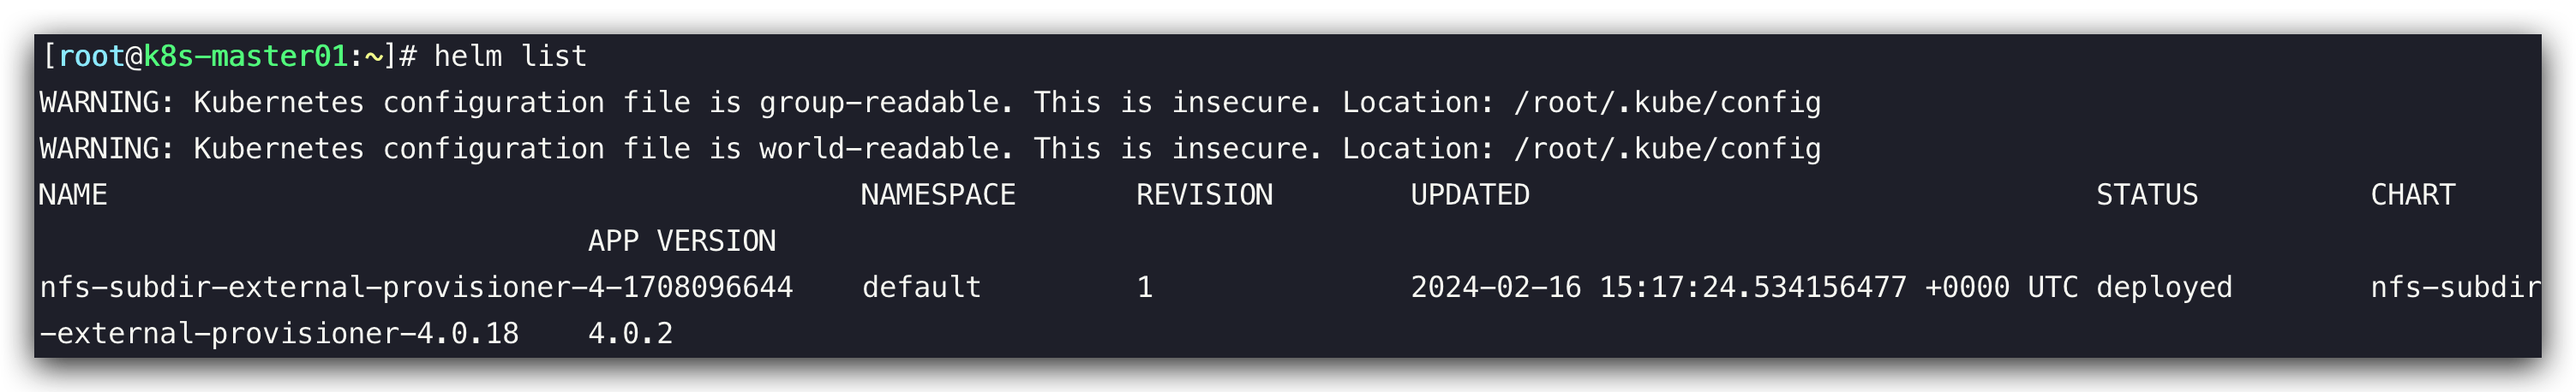 [root@k8s-master01:~]# helm list
WARNING: Kubernetes configuration file is group-readable. This is insecure. Location: /root/.kube/config
WARNING: Kubernetes configuration file is world-readable. This is insecure. Location: /root/.kube/config
NAME NAMESPACE REVISION UPDATED STATUS CHART
APP VERSION
nfs-subdir-external-provisioner-4-1708096644 default 1 2024-02-16 15:17:24.534156477 +0000 UTC deployed nfs-subdir
-external-provisioner-4.0.18 4.0.2